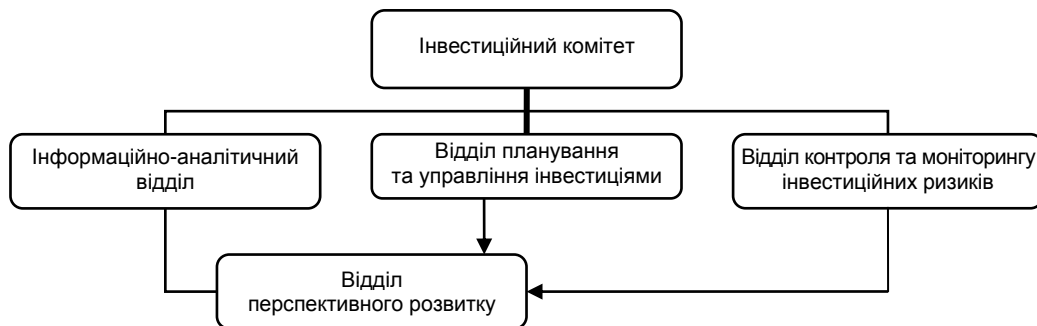 Інвестиційний комітет
Інформаційно-аналітичний
відділ
Відділ планування
та управління інвестиціями
Відділ контроля та моніторингу
інвестиційних ризиків
Відділ
перспективного розвитку